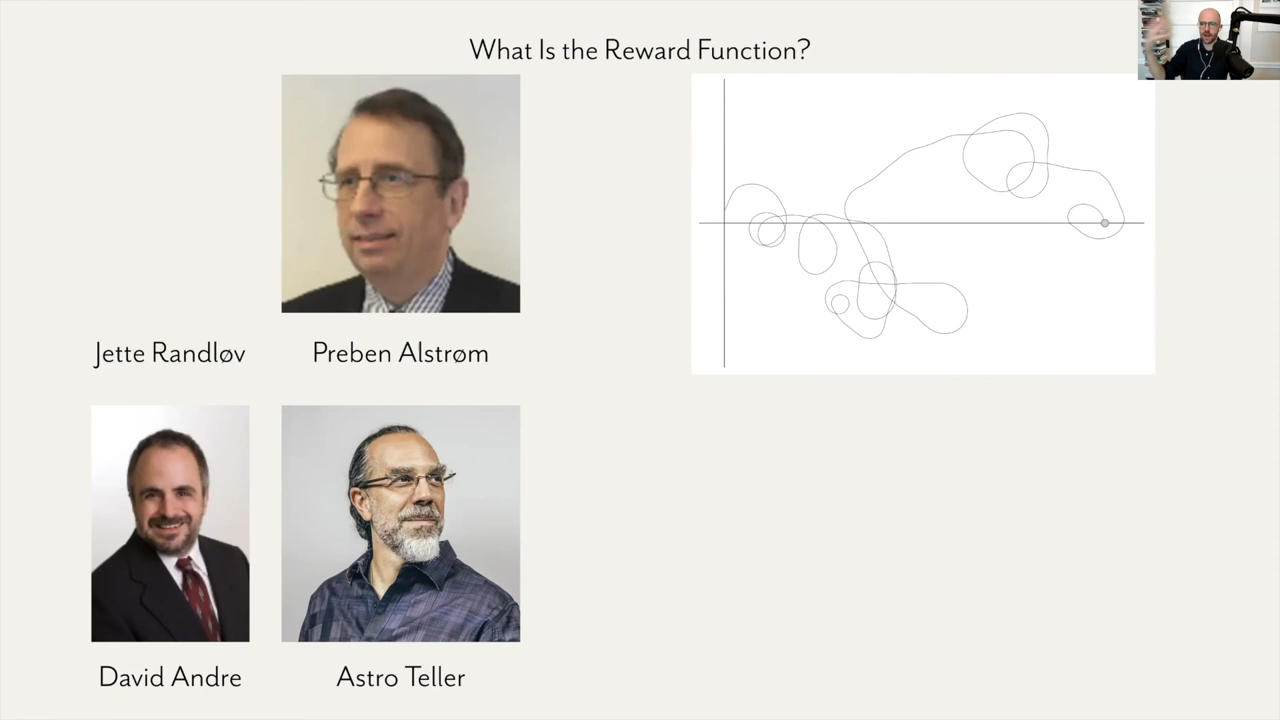 What Is the Reward Function?
Jette Randløv
Preben Alstrøm
David Andre
Astro Teller